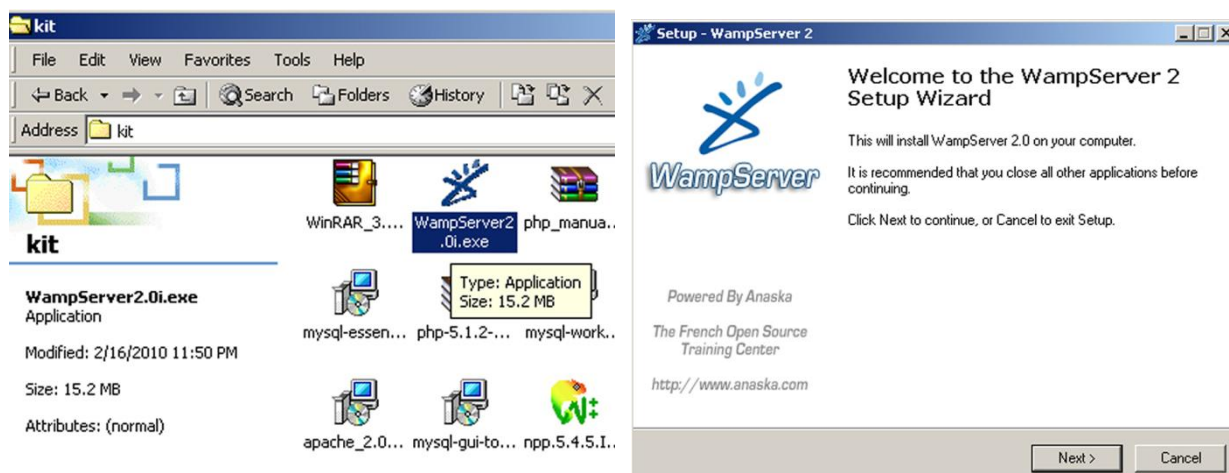 kit
File Edit View Favorites Tools Help
Back Search Folders History
Address kit
kit
WampServer2.0i.exe
Application
Modified: 2/16/2010 11:50 PM
Size: 15.2 MB
Attributes: (normal)
WinRAR_3.... WampServer2 php_manua..
.0i.exe
Type: Application
Size: 15.2 MB
mysql-essen... php-5.1.2-... mysql-work..
apache_2.0... mysql-gui-to... npp.5.4.5.I..
Setup - WampServer 2
WampServer
Welcome to the WampServer 2
Setup Wizard
This will install WampServer 2.0 on your computer.
It is recommended that you close all other applications before
continuing.
Click Next to continue, or Cancel to exit Setup.
Powered By Anaska
The French Open Source
Training Center
http://www.anaska.com
Next > Cancel